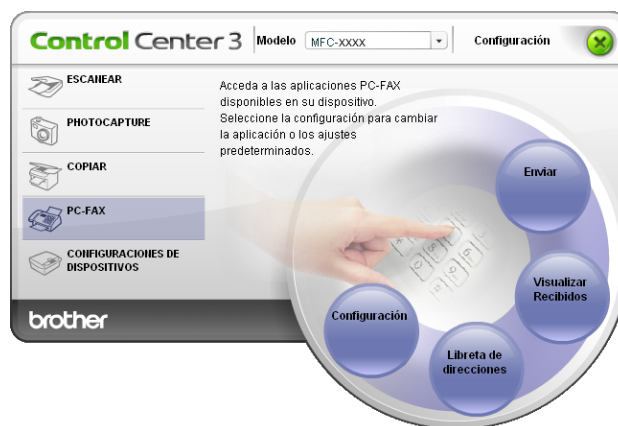 Control Center 3
Modelo
MFC-XXXX
Configuración
ESCANEAR
PHOTOCAPTURE
COPIAR
PC-FAX
CONFIGURACIONES DE
DISPOSITIVOS
brother
Acceda a las aplicaciones PC-FAX
disponibles en su dispositivo.
Seleccione la configuración para cambiar
la aplicación o los ajustes
predeterminados.
Enviar
Visualizar
Recibidos
Libreta de
direcciones
Configuración